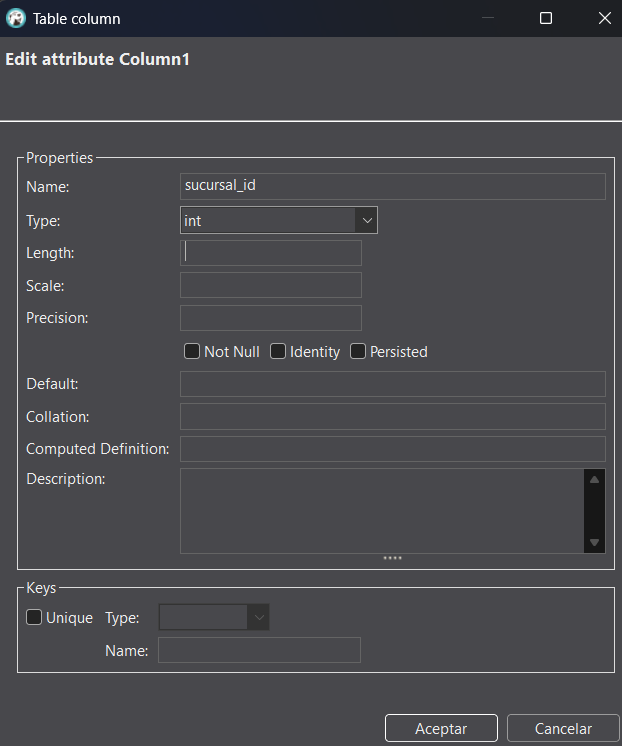 Table column
Edit attribute Column1
Properties
Name:
sucursal_id
Type:
int
Length:
Scale:
Precision:
Not Null Identity Persisted
Default:
Collation:
Computed Definition:
Description:
Keys
Unique Type:
Name:
Aceptar Cancelar